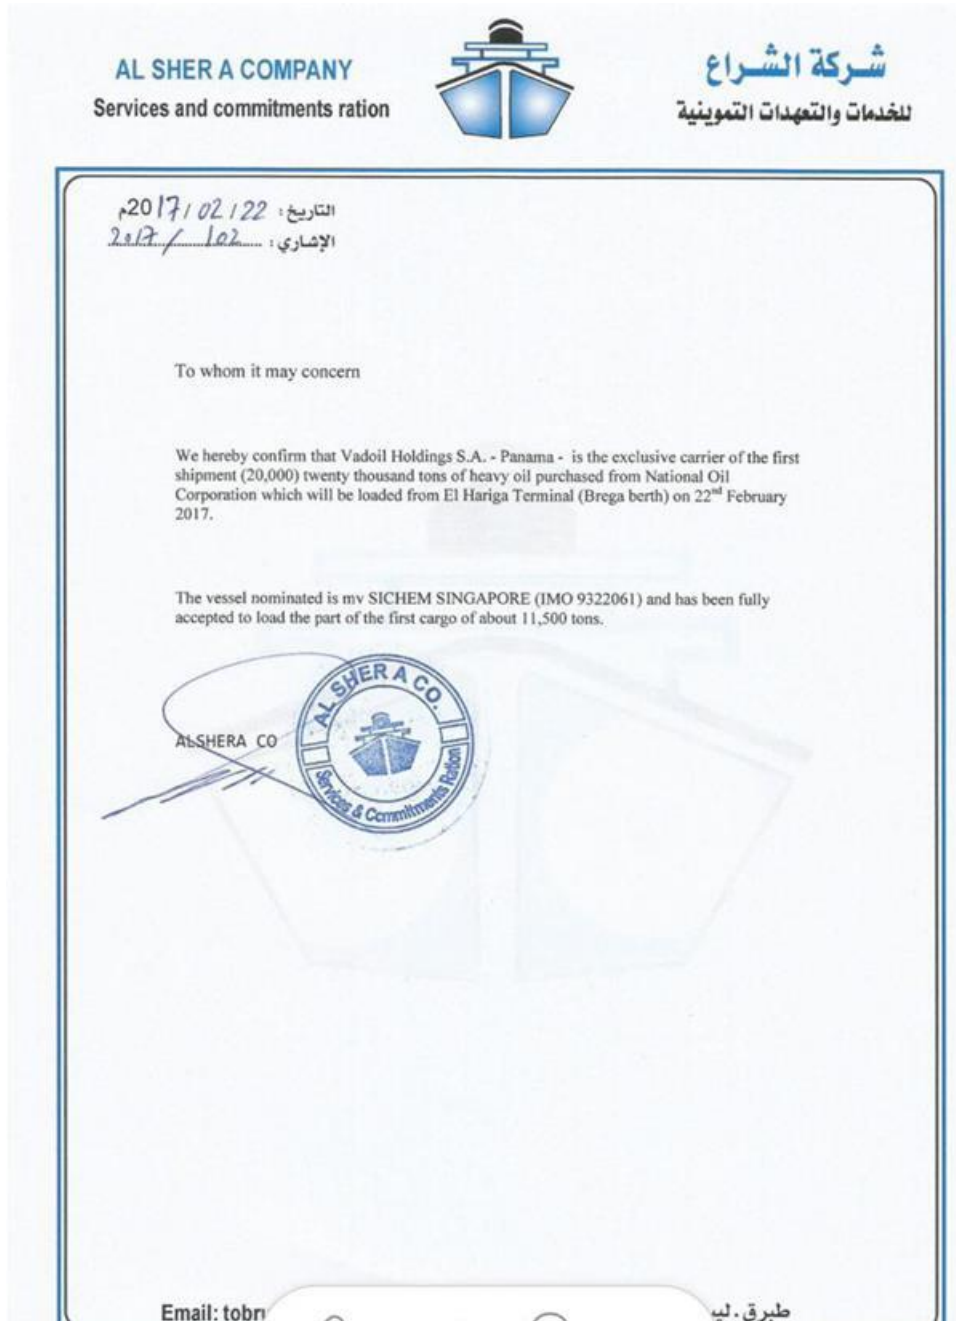 AL SHER A COMPANY
Services and commitments ration
شركة الشراع
للخدمات والتعهدات التموينية
التاريخ: 2017/02/22م
الإشاري: 2017/102
To whom it may concern
We hereby confirm that Vadoil Holdings S.A. - Panama - is the exclusive carrier of the first
shipment (20,000) twenty thousand tons of heavy oil purchased from National Oil
Corporation which will be loaded from El Hariga Terminal (Brega berth) on 22nd February
2017.
The vessel nominated is mv SICHEM SINGAPORE (IMO 9322061) and has been fully
accepted to load the part of the first cargo of about 11,500 tons.
ALSHERA CO
AL SHER A CO.
Services & Commitments Ration
Email: tobru
طبرق . ليب